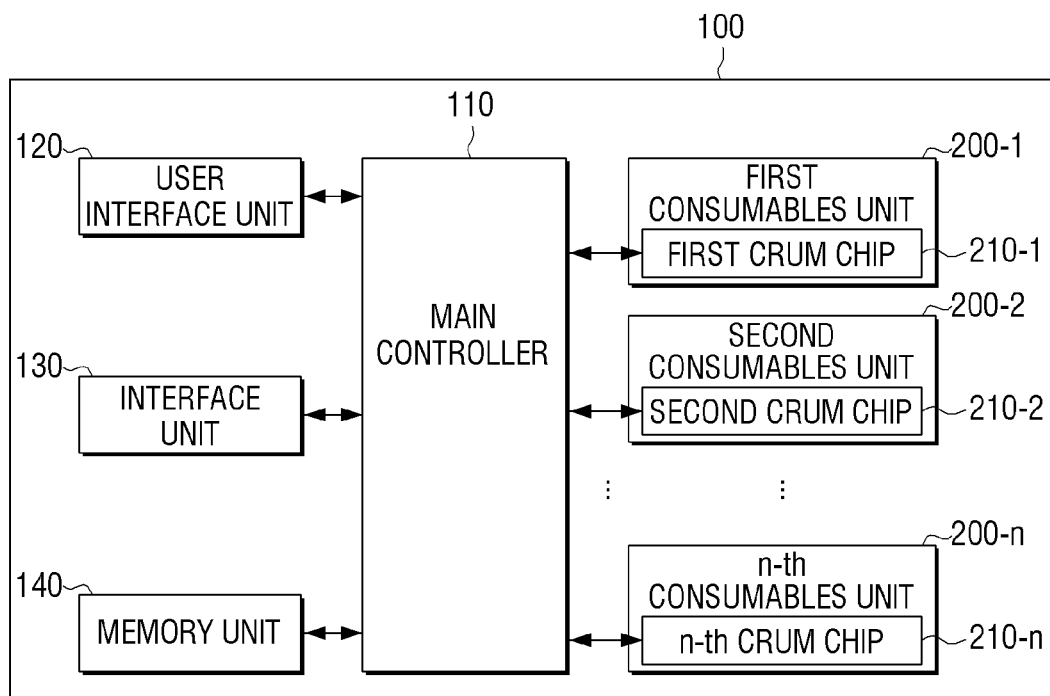 100
110
120
USER
INTERFACE UNIT
130
INTERFACE
UNIT
140
MEMORY UNIT
MAIN
CONTROLLER
200-1
FIRST
CONSUMABLES UNIT
FIRST CRUM CHIP
210-1
200-2
SECOND
CONSUMABLES UNIT
SECOND CRUM CHIP
210-2
⋮ ⋮
200-n
n-th
CONSUMABLES UNIT
n-th CRUM CHIP
210-n